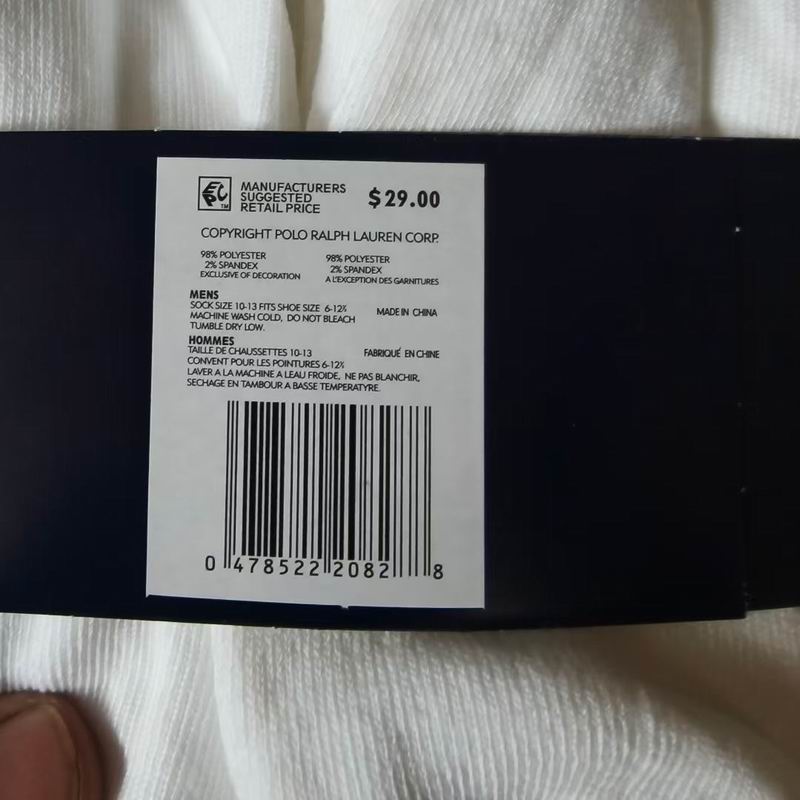 EPC TM
MANUFACTURERS
SUGGESTED
RETAIL PRICE
$29.00
COPYRIGHT POLO RALPH LAUREN CORP.
98% POLYESTER
2% SPANDEX
EXCLUSIVE OF DECORATION
98% POLYESTER
2% SPANDEX
A L'EXCEPTION DES GARNITURES
MENS
SOCK SIZE 10-13 FITS SHOE SIZE 6-12½
MACHINE WASH COLD, DO NOT BLEACH
TUMBLE DRY LOW.
MADE IN CHINA
HOMMES
TAILLE DE CHAUSSETTES 10-13
CONVENT POUR LES POINTURES 6-12½
LAVER A LA MACHINE A LEAU FROIDE, NE PAS BLANCHIR,
SECHAGE EN TAMBOUR A BASSE TEMPERATYRE.
FABRIQUÉ EN CHINE
0 478522 2082 8